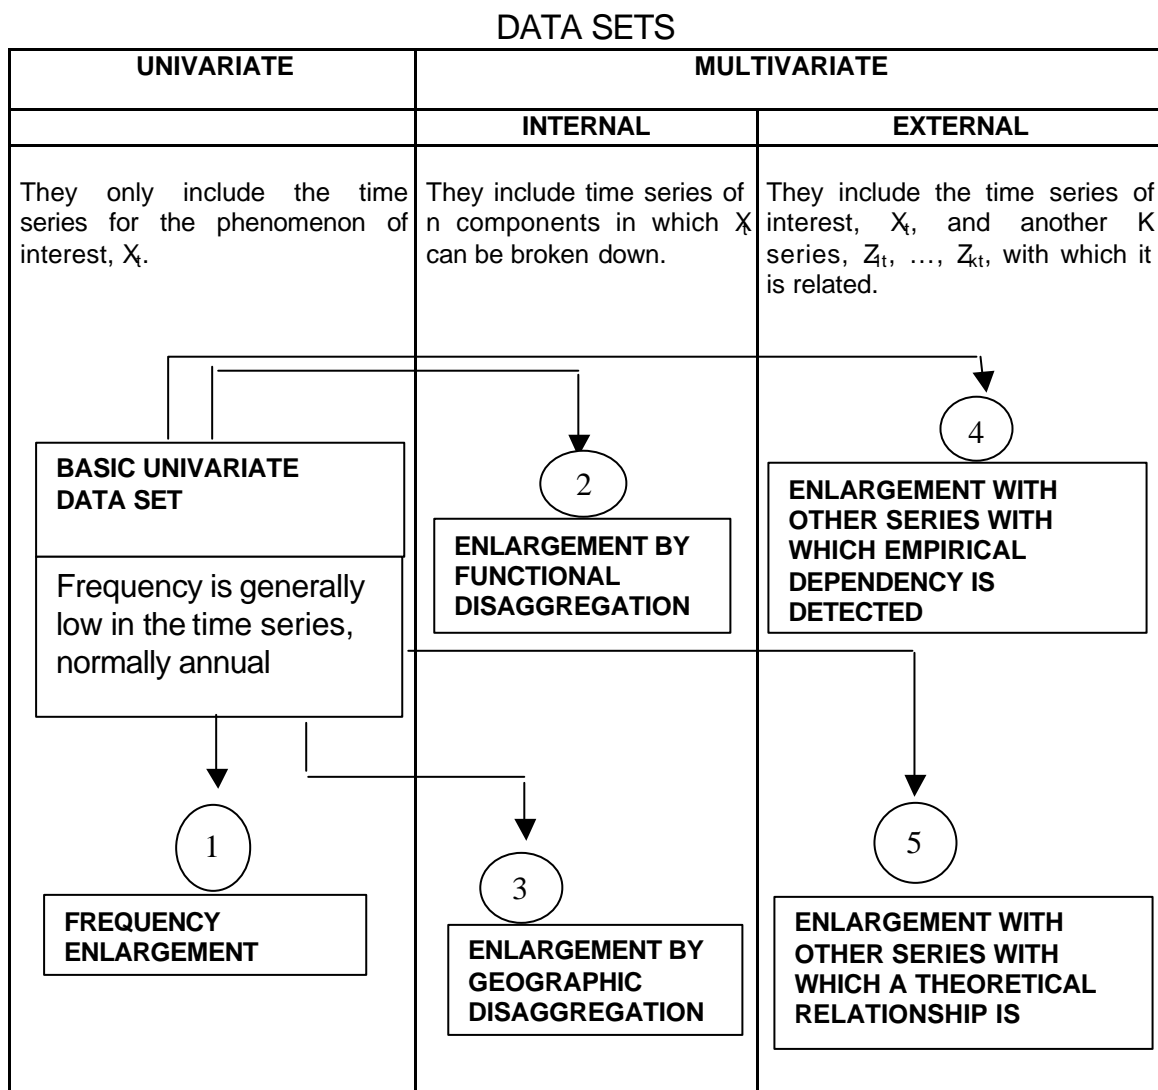 DATA SETS
UNIVARIATE
MULTIVARIATE
INTERNAL
EXTERNAL
They only include the time
series for the phenomenon of
interest, Xt.
They include time series of
n components in which Xt
can be broken down.
They include the time series of
interest, Xt, and another K
series, Z1t, …, Zkt, with which it
is related.
BASIC UNIVARIATE
DATA SET
Frequency is generally
low in the time series,
normally annual
1
FREQUENCY
ENLARGEMENT
2
ENLARGEMENT BY
FUNCTIONAL
DISAGGREGATION
3
ENLARGEMENT BY
GEOGRAPHIC
DISAGGREGATION
4
ENLARGEMENT WITH
OTHER SERIES WITH
WHICH EMPIRICAL
DEPENDENCY IS
DETECTED
5
ENLARGEMENT WITH
OTHER SERIES WITH
WHICH A THEORETICAL
RELATIONSHIP IS